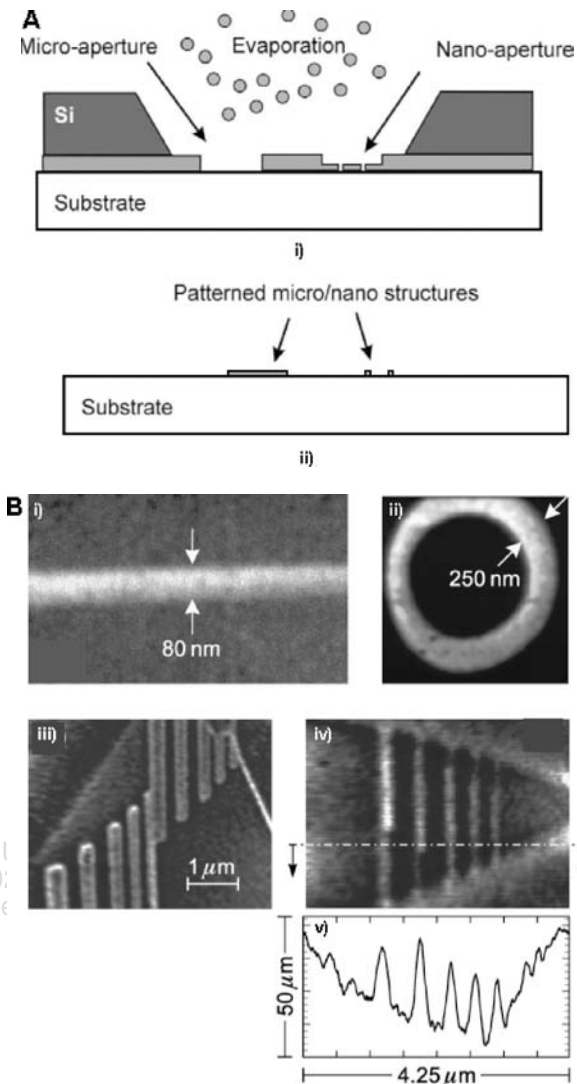 A
Micro-aperture
Evaporation
Nano-aperture
Si
Substrate
i)
Patterned micro/nano structures
Substrate
ii)
B
i)
80 nm
ii)
250 nm
iii)
1 μm
iv)
v)
50 μm
4.25 μm